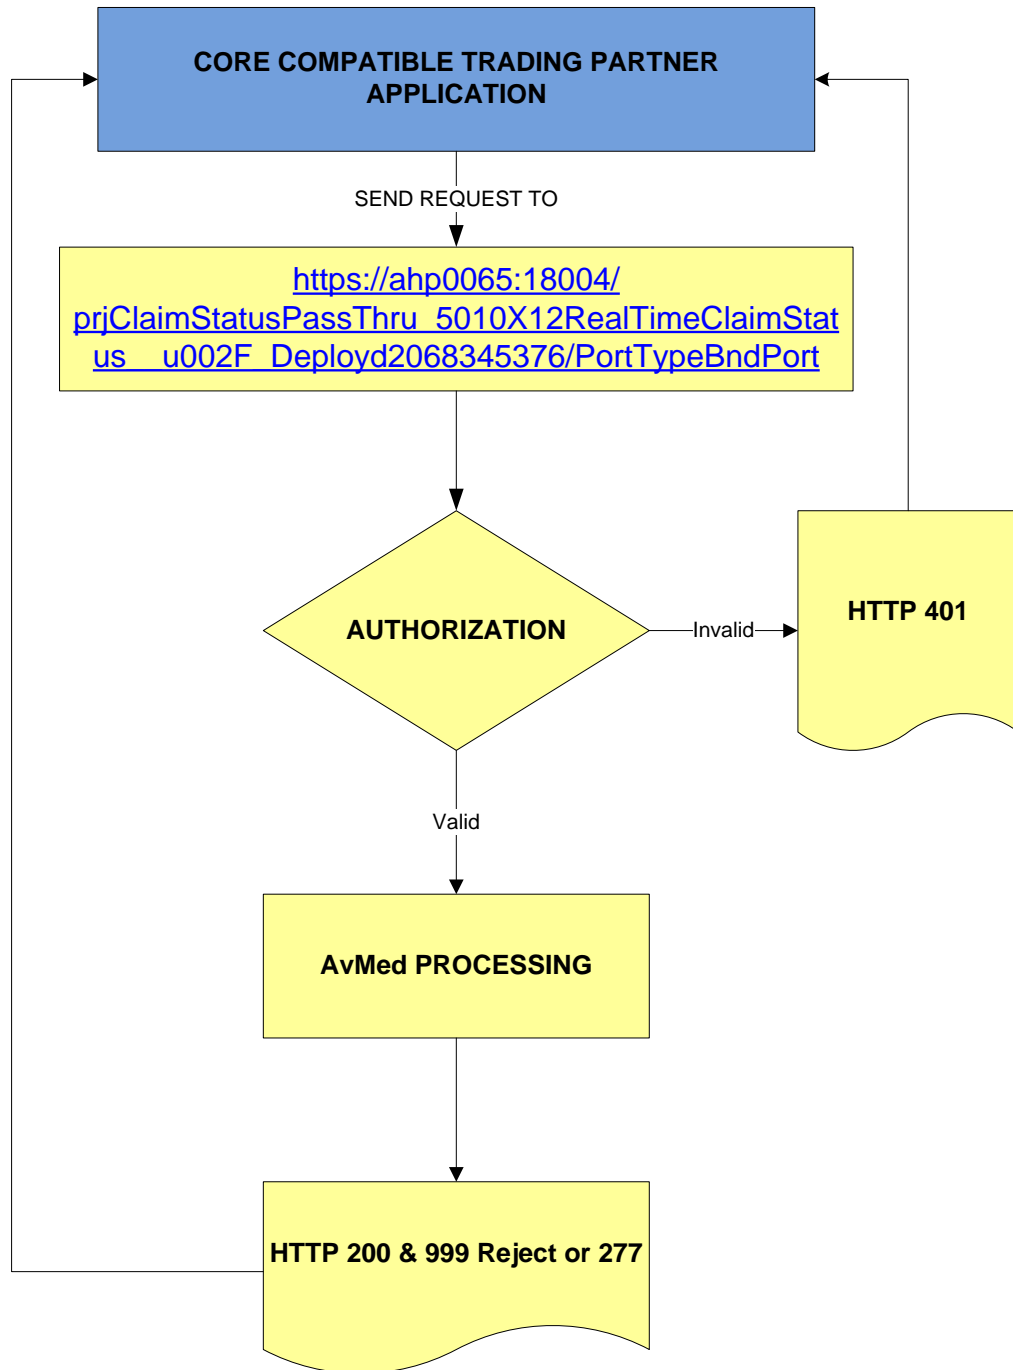 CORE COMPATIBLE TRADING PARTNER
APPLICATION
SEND REQUEST TO
https://ahp0065:18004/
prjClaimStatusPassThru_5010X12RealTimeClaimStat
us__u002F_Deployd2068345376/PortTypeBndPort
AUTHORIZATION
Invalid
HTTP 401
Valid
AvMed PROCESSING
HTTP 200 & 999 Reject or 277